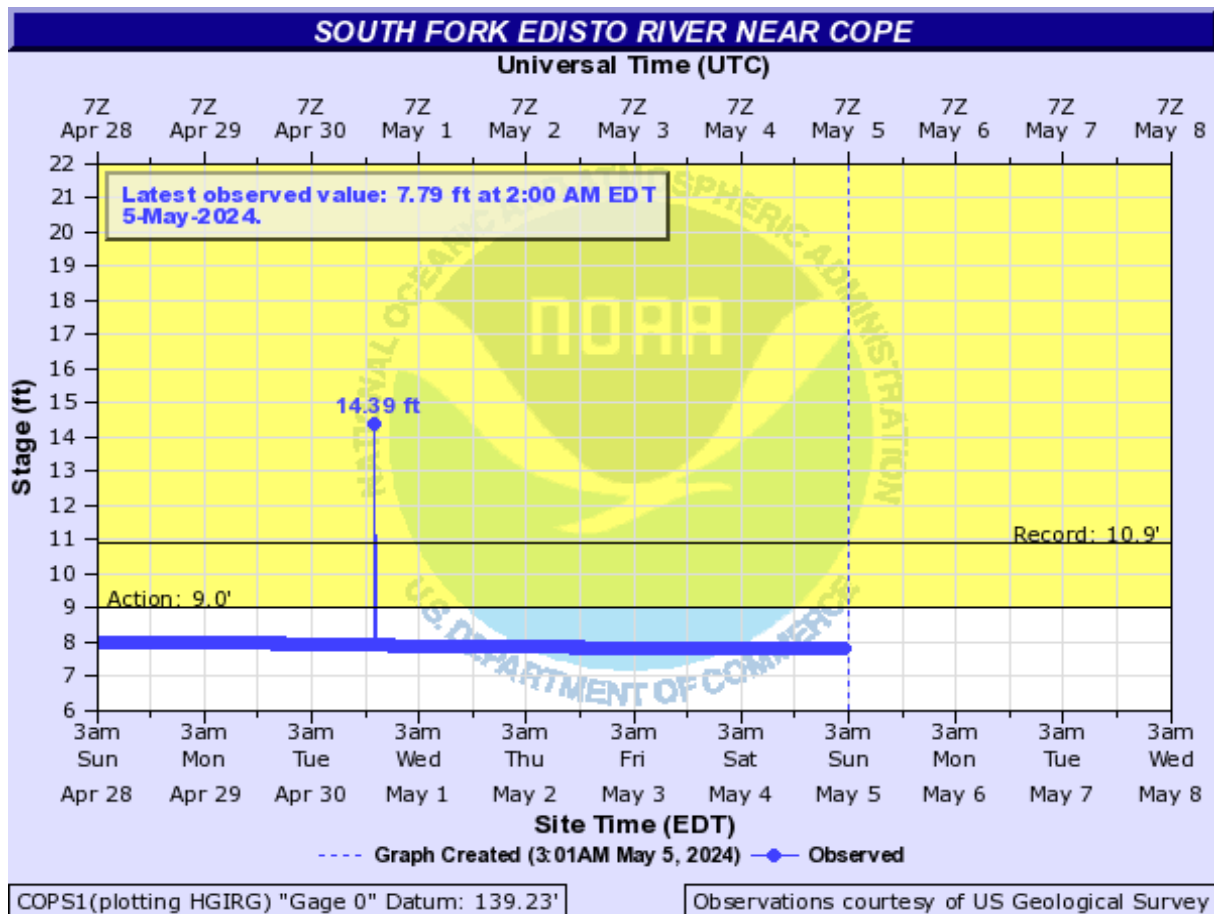 SOUTH FORK EDISTO RIVER NEAR COPE
Universal Time (UTC)
7Z 7Z 7Z 7Z 7Z 7Z 7Z 7Z 7Z 7Z 7Z
Apr 28 Apr 29 Apr 30 May 1 May 2 May 3 May 4 May 5 May 6 May 7 May 8
Latest observed value: 7.79 ft at 2:00 AM EDT
5-May-2024.
22
21
20
19
18
17
16
15
14
13
12
11
10
9
8
7
6
Stage (ft)
NATIONAL OCEANIC AND ATMOSPHERIC ADMINISTRATION
NOAA
U.S. DEPARTMENT OF COMMERCE
14.39 ft
Record: 10.9'
Action: 9.0'
3am 3am 3am 3am 3am 3am 3am 3am 3am 3am 3am
Sun Mon Tue Wed Thu Fri Sat Sun Mon Tue Wed
Apr 28 Apr 29 Apr 30 May 1 May 2 May 3 May 4 May 5 May 6 May 7 May 8
Site Time (EDT)
Graph Created (3:01AM May 5, 2024) Observed
COPS1(plotting HGIRG) "Gage 0" Datum: 139.23'
Observations courtesy of US Geological Survey